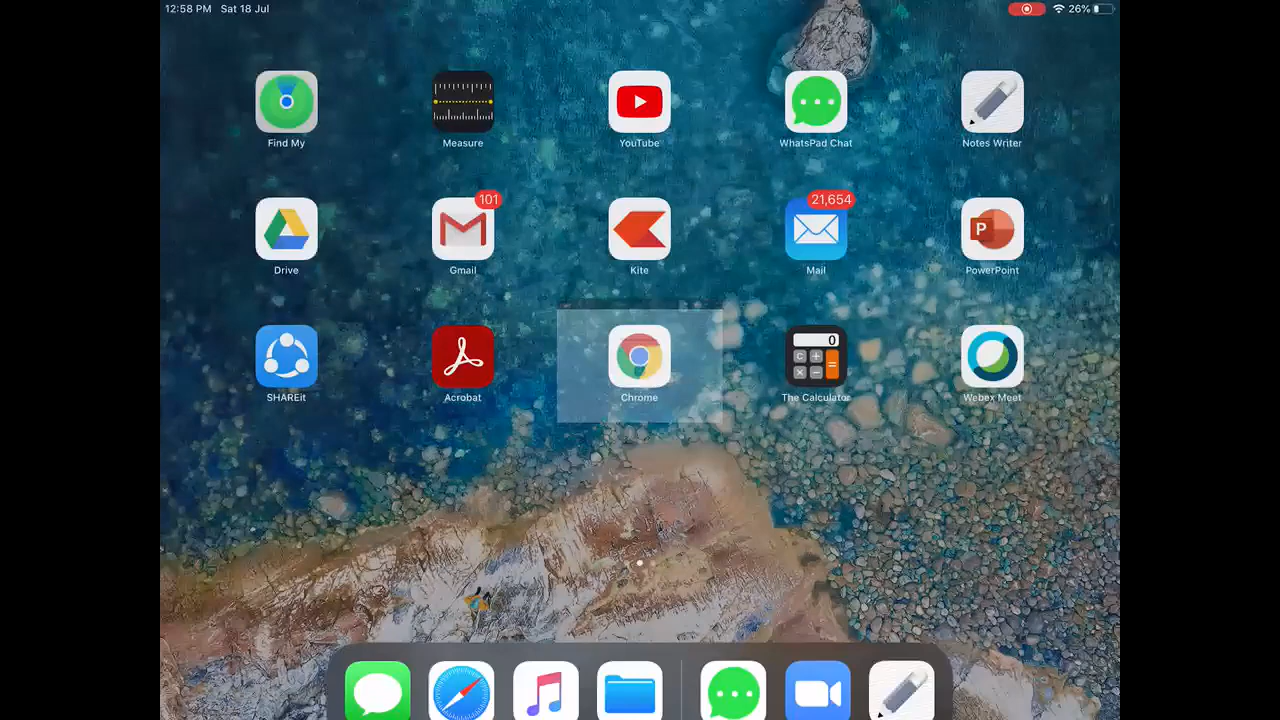 12:58 PM Sat 18 Jul 26%
Find My Measure YouTube WhatsPad Chat Notes Writer
101 21,654
P
Drive Gmail Kite Mail PowerPoint
0
C + = × −
SHAREit Acrobat Chrome The Calculator Webex Meet